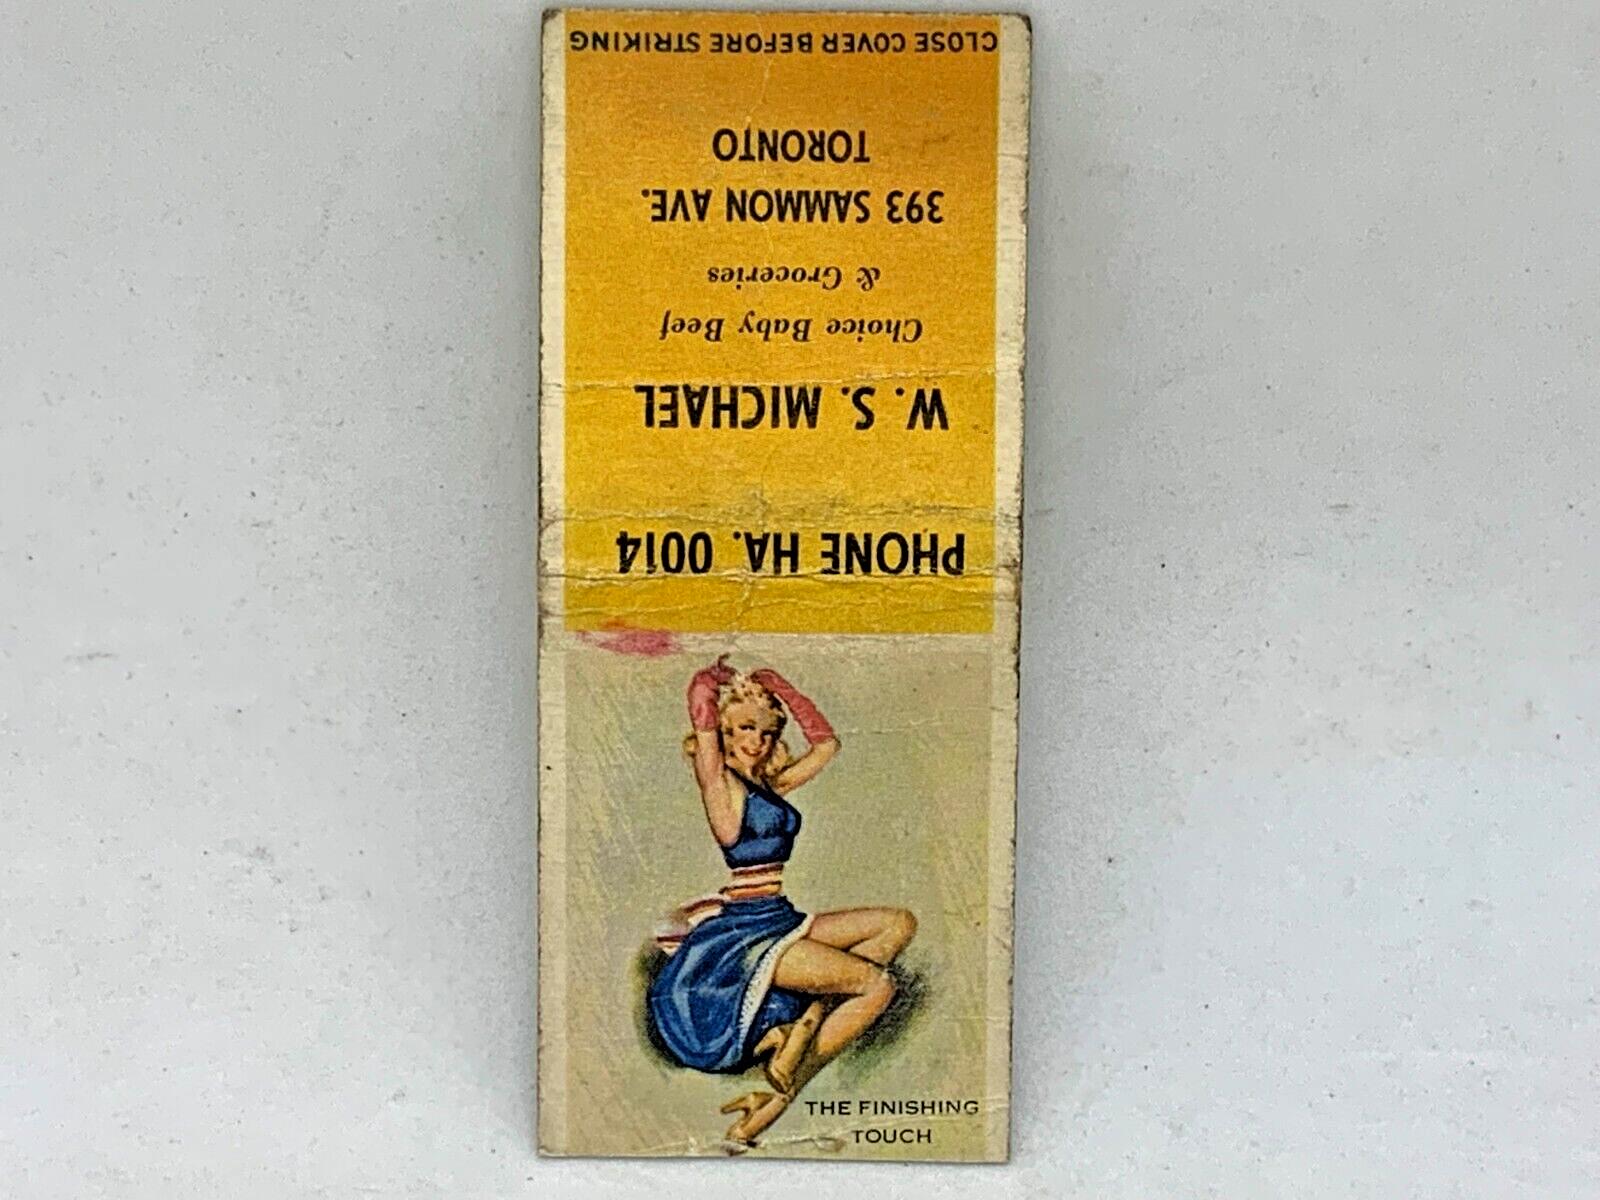 CLOSE COVER BEFORE STRIKING
PHONE HA. 0014
W. S. MICHAEL
Choice Baby Beef
& Groceries
393 SAMMON AVE.
TORONTO
THE FINISHING
TOUCH